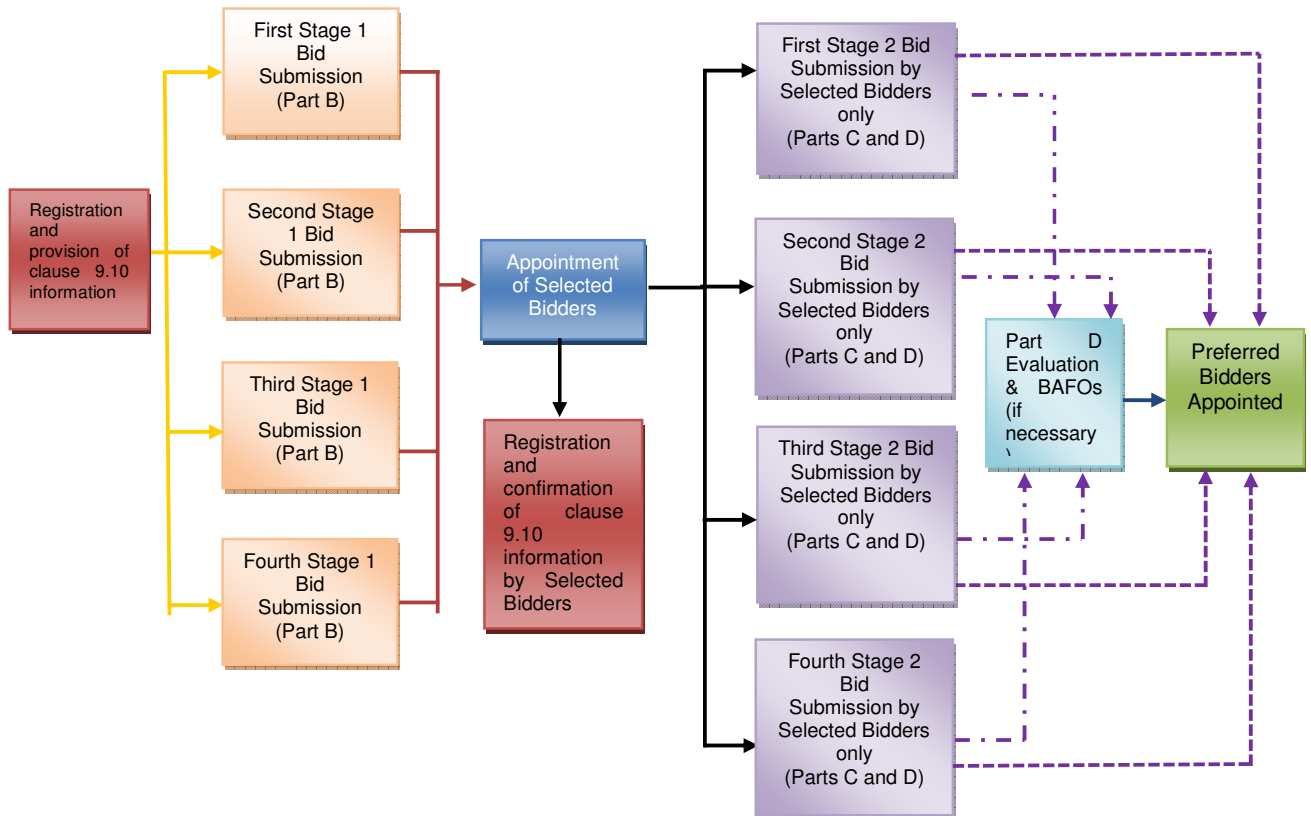 Registration
and
provision of
clause 9.10
information
First Stage 1
Bid
Submission
(Part B)
Second Stage
1 Bid
Submission
(Part B)
Third Stage 1
Bid
Submission
(Part B)
Fourth Stage 1
Bid
Submission
(Part B)
Appointment
of Selected
Bidders
Registration
and
confirmation
of clause
9.10
information
by Selected
Bidders
First Stage 2 Bid
Submission by
Selected Bidders
only
(Parts C and D)
Second Stage 2
Bid
Submission by
Selected Bidders
only
(Parts C and D)
Third Stage 2 Bid
Submission by
Selected Bidders
only
(Parts C and D)
Fourth Stage 2
Bid
Submission by
Selected Bidders
only
(Parts C and D)
Part D
Evaluation
& BAFOs
(if
necessary
)
Preferred
Bidders
Appointed